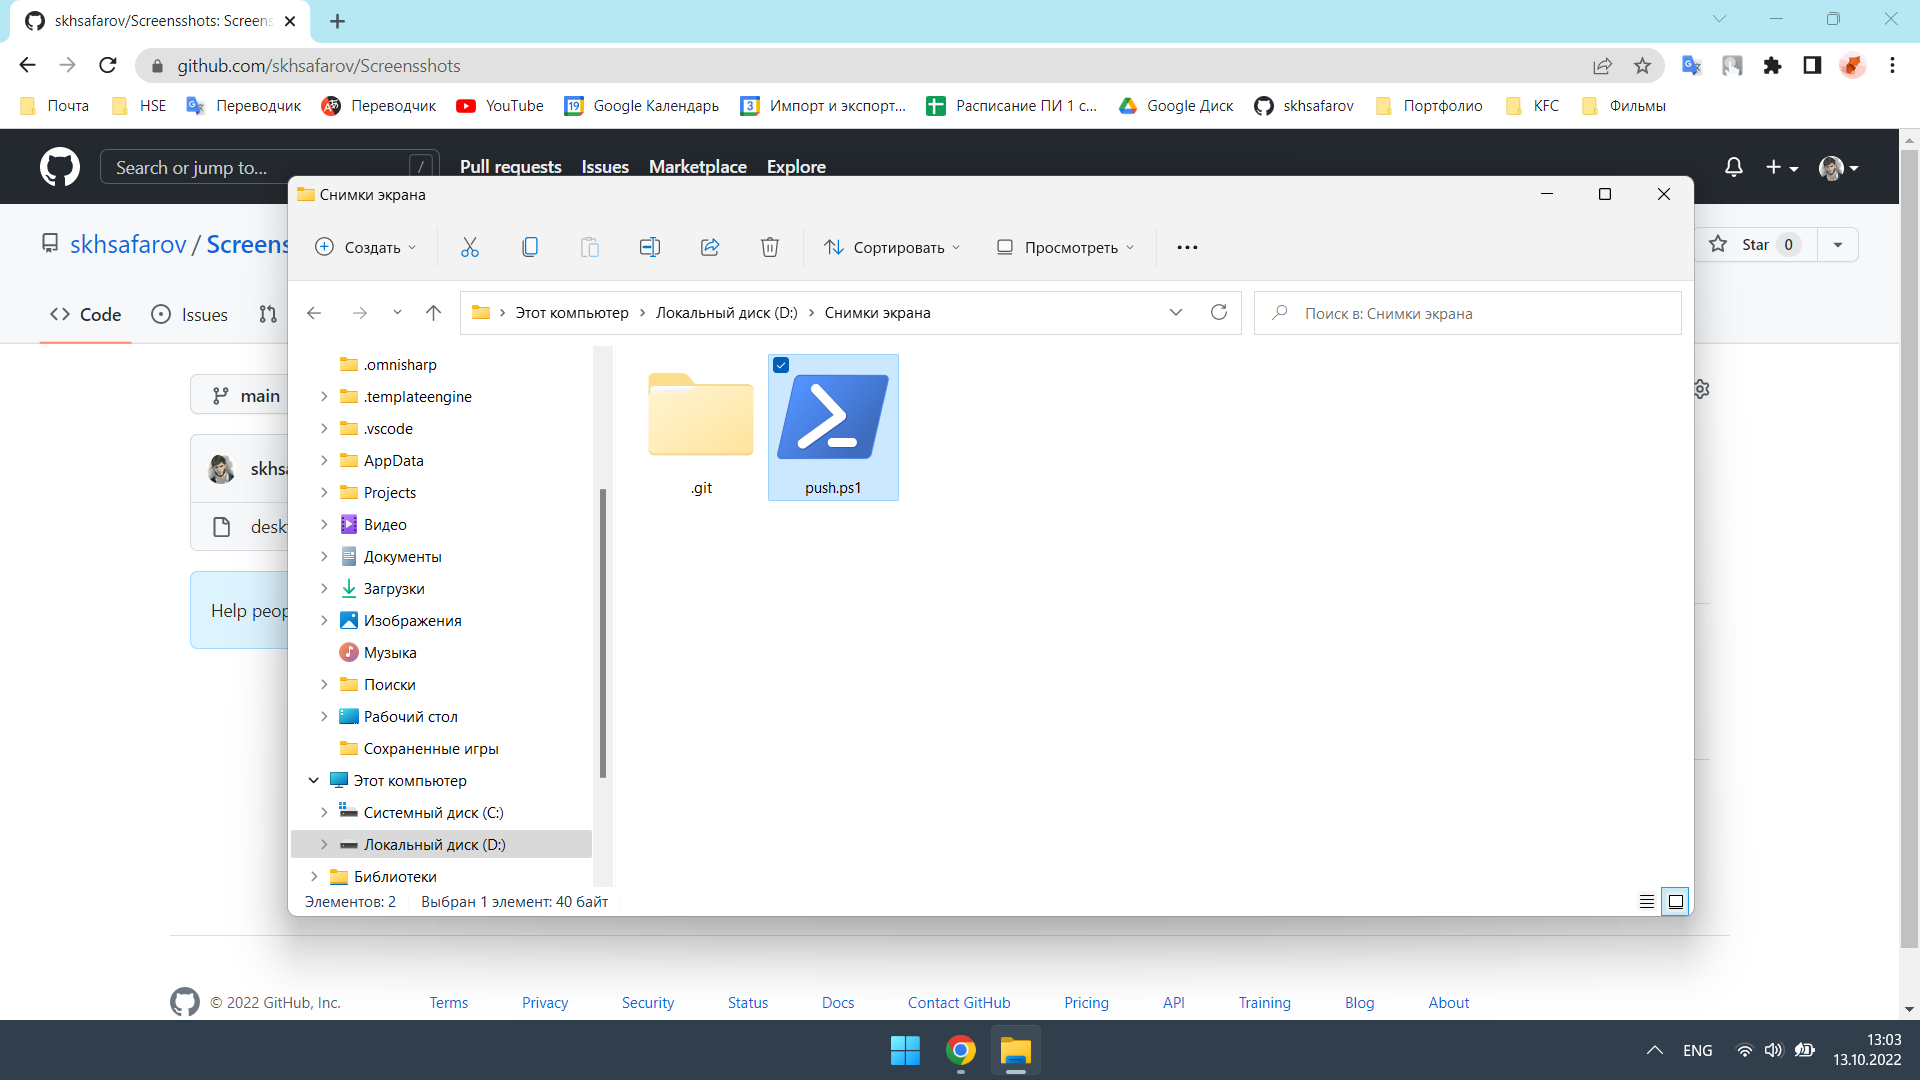 skhsafarov/Screensshots: Screens
github.com/skhsafarov/Screensshots
Почта
HSE
Переводчик
Переводчик
YouTube
19
Google Календарь
3
Импорт и экспорт...
Расписание ПИ 1 с...
Google Диск
skhsafarov
Портфолио
KFC
Фильмы
Search or jump to...
/
Pull requests
Issues
Marketplace
Explore
Снимки экрана
skhsafarov / Screens
Star 0
Создать
Сортировать
Просмотреть
Code
Issues
Этот компьютер > Локальный диск (D:) > Снимки экрана
Поиск в: Снимки экрана
main
skhsa
desk
Help peop
.omnisharp
.templateengine
.vscode
AppData
Projects
Видео
Документы
Загрузки
Изображения
Музыка
Поиски
Рабочий стол
Сохраненные игры
Этот компьютер
Системный диск (C:)
Локальный диск (D:)
Библиотеки
.git
push.ps1
Элементов: 2
Выбран 1 элемент: 40 байт
© 2022 GitHub, Inc.
Terms
Privacy
Security
Status
Docs
Contact GitHub
Pricing
API
Training
Blog
About
ENG
13:03
13.10.2022